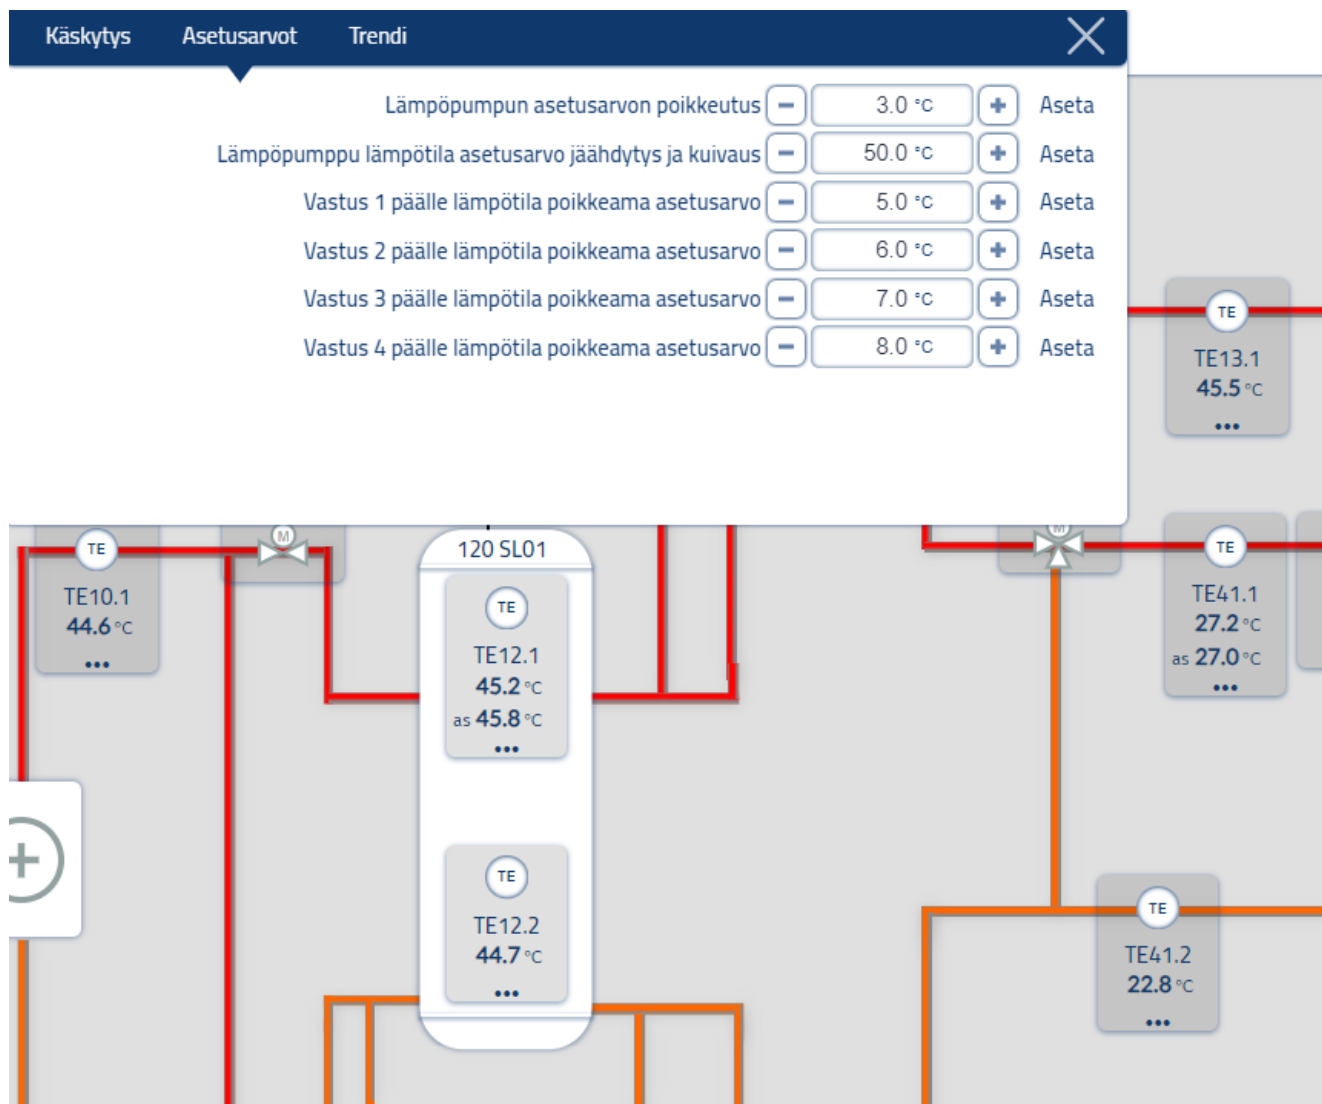 Käskytys Asetusarvot Trendi
Lämpöpumpun asetusarvon poikkeutus 3.0 °C Aseta
Lämpöpumppu lämpötila asetusarvo jäähdytys ja kuivaus 50.0 °C Aseta
Vastus 1 päälle lämpötila poikkeama asetusarvo 5.0 °C Aseta
Vastus 2 päälle lämpötila poikkeama asetusarvo 6.0 °C Aseta
Vastus 3 päälle lämpötila poikkeama asetusarvo 7.0 °C Aseta
Vastus 4 päälle lämpötila poikkeama asetusarvo 8.0 °C Aseta
TE
TE13.1
45.5 °C
TE
TE10.1
44.6 °C
M
120 SL01
TE
TE12.1
45.2 °C
as 45.8 °C
TE
TE12.2
44.7 °C
M
TE
TE41.1
27.2 °C
as 27.0 °C
TE
TE41.2
22.8 °C